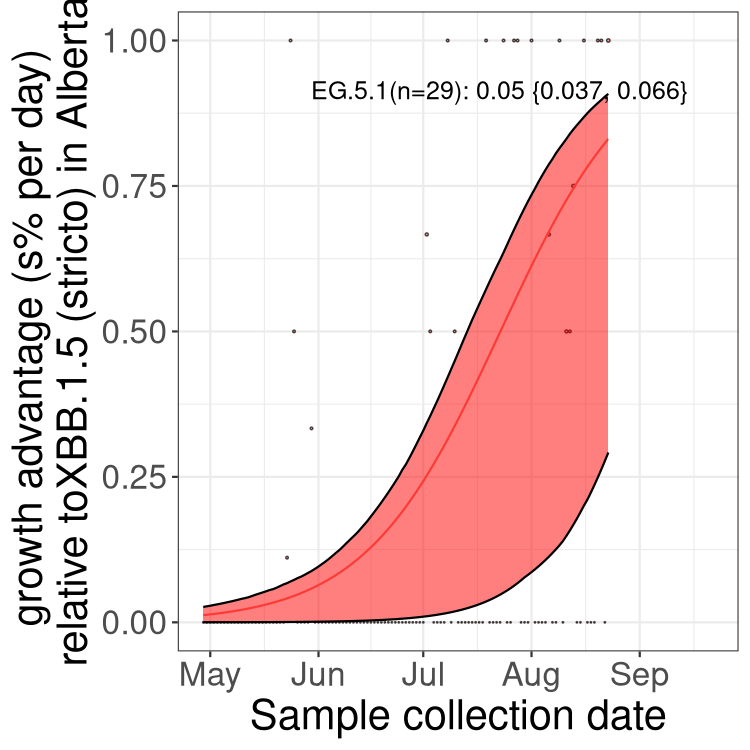 growth advantage (s% per day)
relative toXBB.1.5 (stricto) in Alberta
1.00
0.75
0.50
0.25
0.00
EG.5.1(n=29): 0.05 {0.037, 0.066}
May Jun Jul Aug Sep
Sample collection date